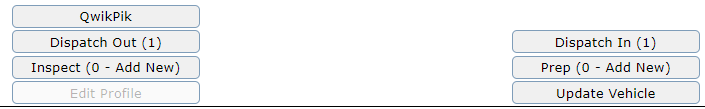 QwikPik
Dispatch Out (1)
Dispatch In (1)
Inspect (0 - Add New)
Prep (0 - Add New)
Edit Profile
Update Vehicle